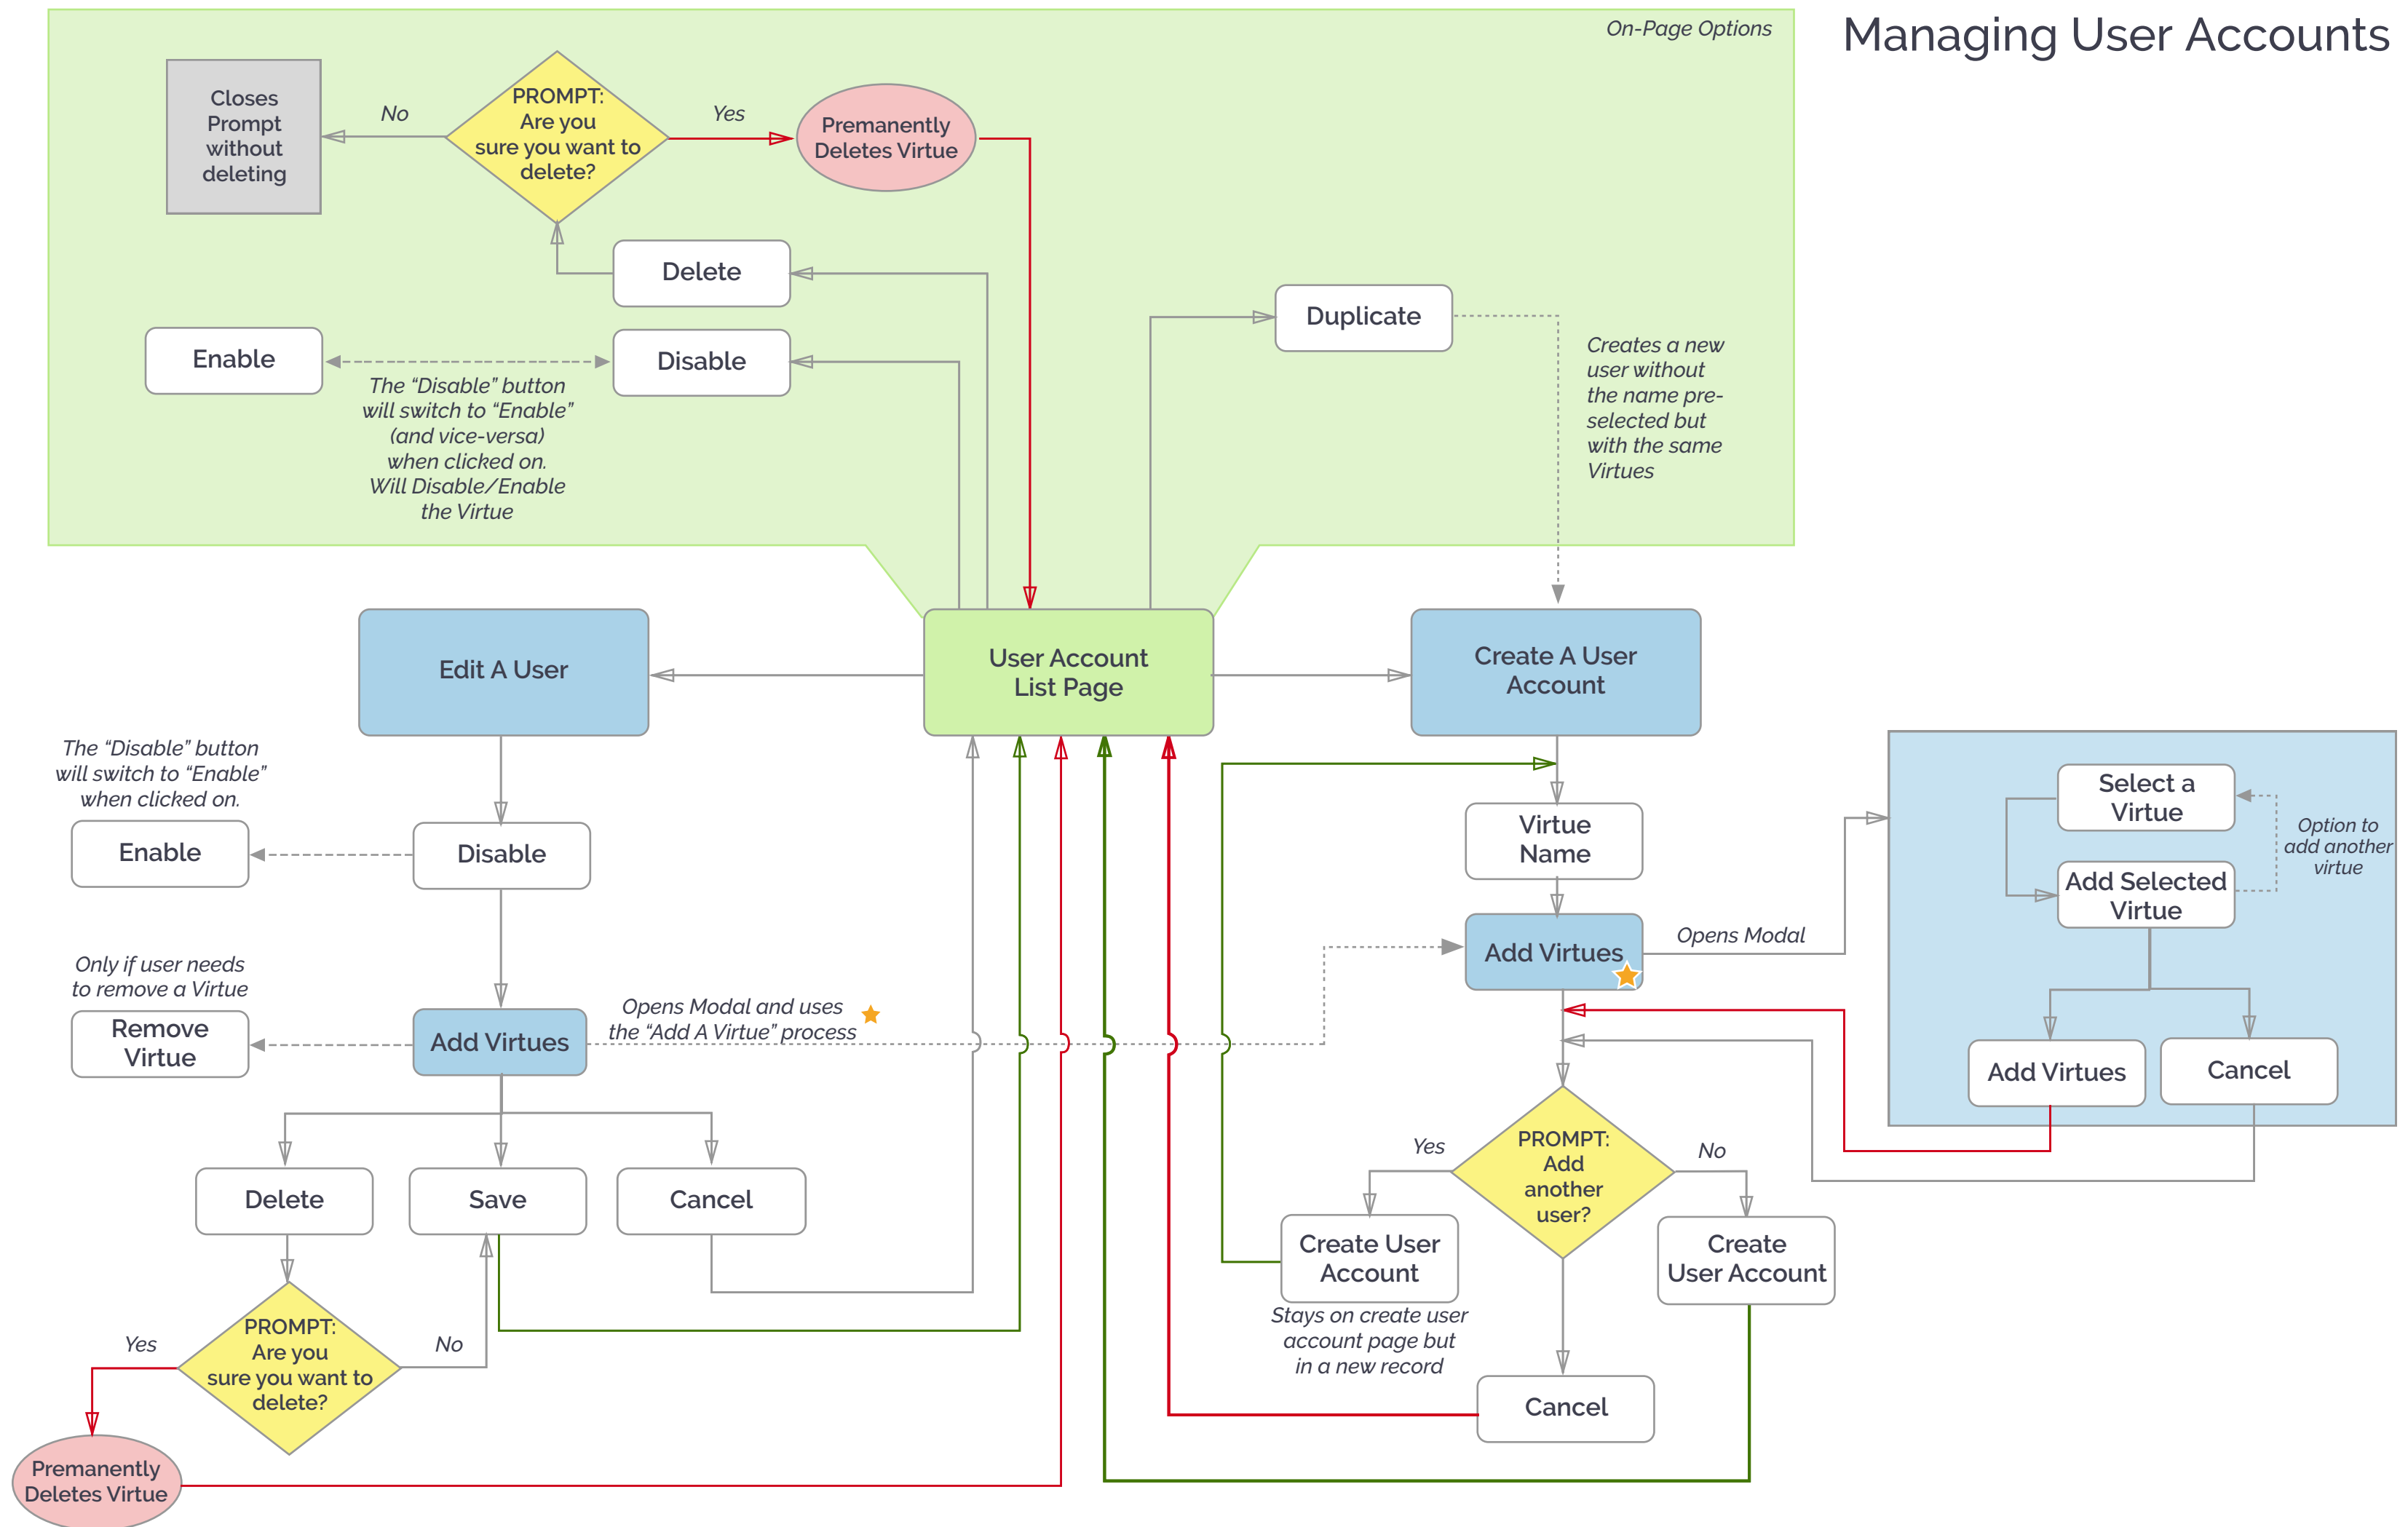 On-Page Options
Managing User Accounts
Closes
Prompt
without
deleting
No
PROMPT:
Are you
sure you want to
delete?
Yes
Premanently
Deletes Virtue
Delete
Duplicate
Enable
Disable
The “Disable” button
will switch to “Enable”
(and vice-versa)
when clicked on.
Will Disable/Enable
the Virtue
Creates a new
user without
the name pre-
selected but
with the same
Virtues
Edit A User
User Account
List Page
Create A User
Account
The “Disable” button
will switch to “Enable”
when clicked on.
Enable
Disable
Virtue
Name
Select a
Virtue
Option to
add another
virtue
Add Selected
Virtue
Only if user needs
to remove a Virtue
Remove
Virtue
Add Virtues
Opens Modal and uses
the “Add A Virtue” process
Add Virtues
Opens Modal
Add Virtues
Cancel
Delete
Save
Cancel
Yes
PROMPT:
Add
another
user?
No
Create User
Account
Stays on create user
account page but
in a new record
Create
User Account
Cancel
Yes
PROMPT:
Are you
sure you want to
delete?
No
Premanently
Deletes Virtue